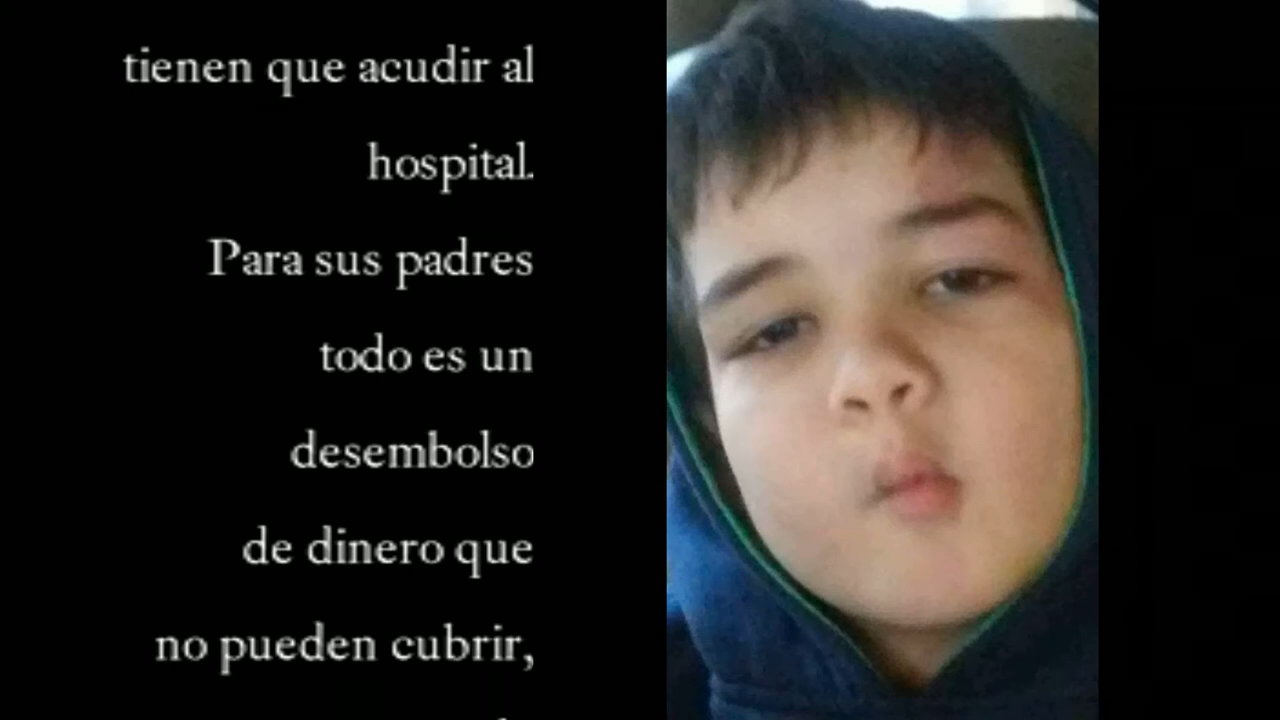 tienen que acudir al
hospital.
Para sus padres
todo es un
desembolso
de dinero que
no pueden cubrir,